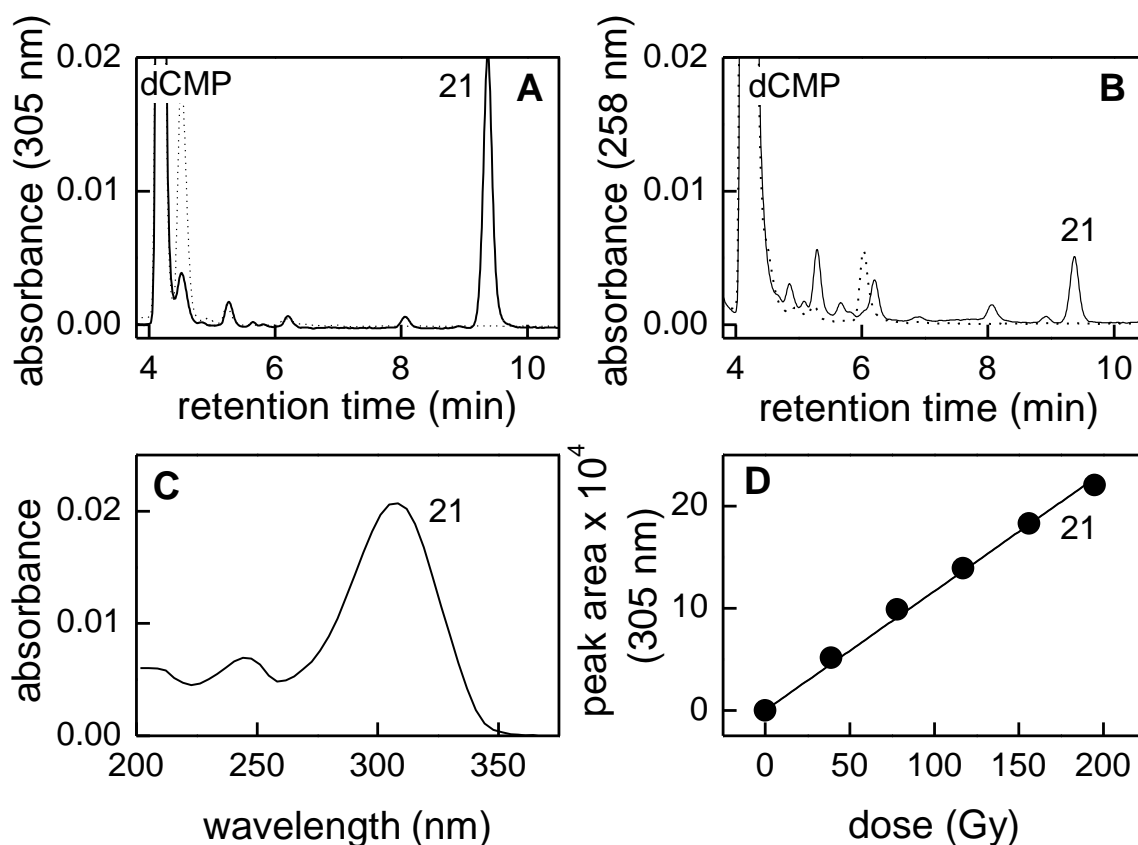 absorbance (305 nm)
0.02
0.01
0.00
dCMP
21
A
4
6
8
10
retention time (min)
absorbance (258 nm)
0.02
0.01
0.00
dCMP
21
B
4
6
8
10
retention time (min)
absorbance
0.02
0.01
0.00
C
21
200
250
300
350
wavelength (nm)
peak area x 10⁴
(305 nm)
20
10
0
D
21
0
50
100
150
200
dose (Gy)